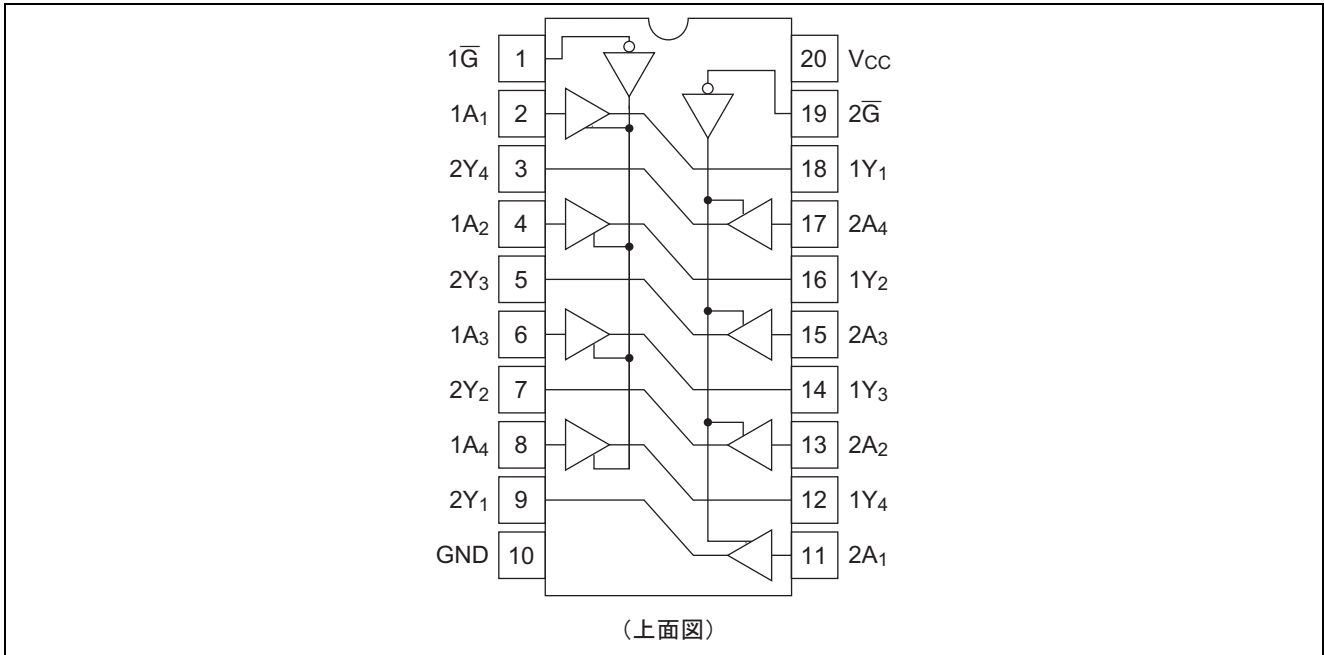 1G̅ 1 20 VCC
1A1 2 19 2G̅
2Y4 3 18 1Y1
1A2 4 17 2A4
2Y3 5 16 1Y2
1A3 6 15 2A3
2Y2 7 14 1Y3
1A4 8 13 2A2
2Y1 9 12 1Y4
GND 10 11 2A1
(上面図)